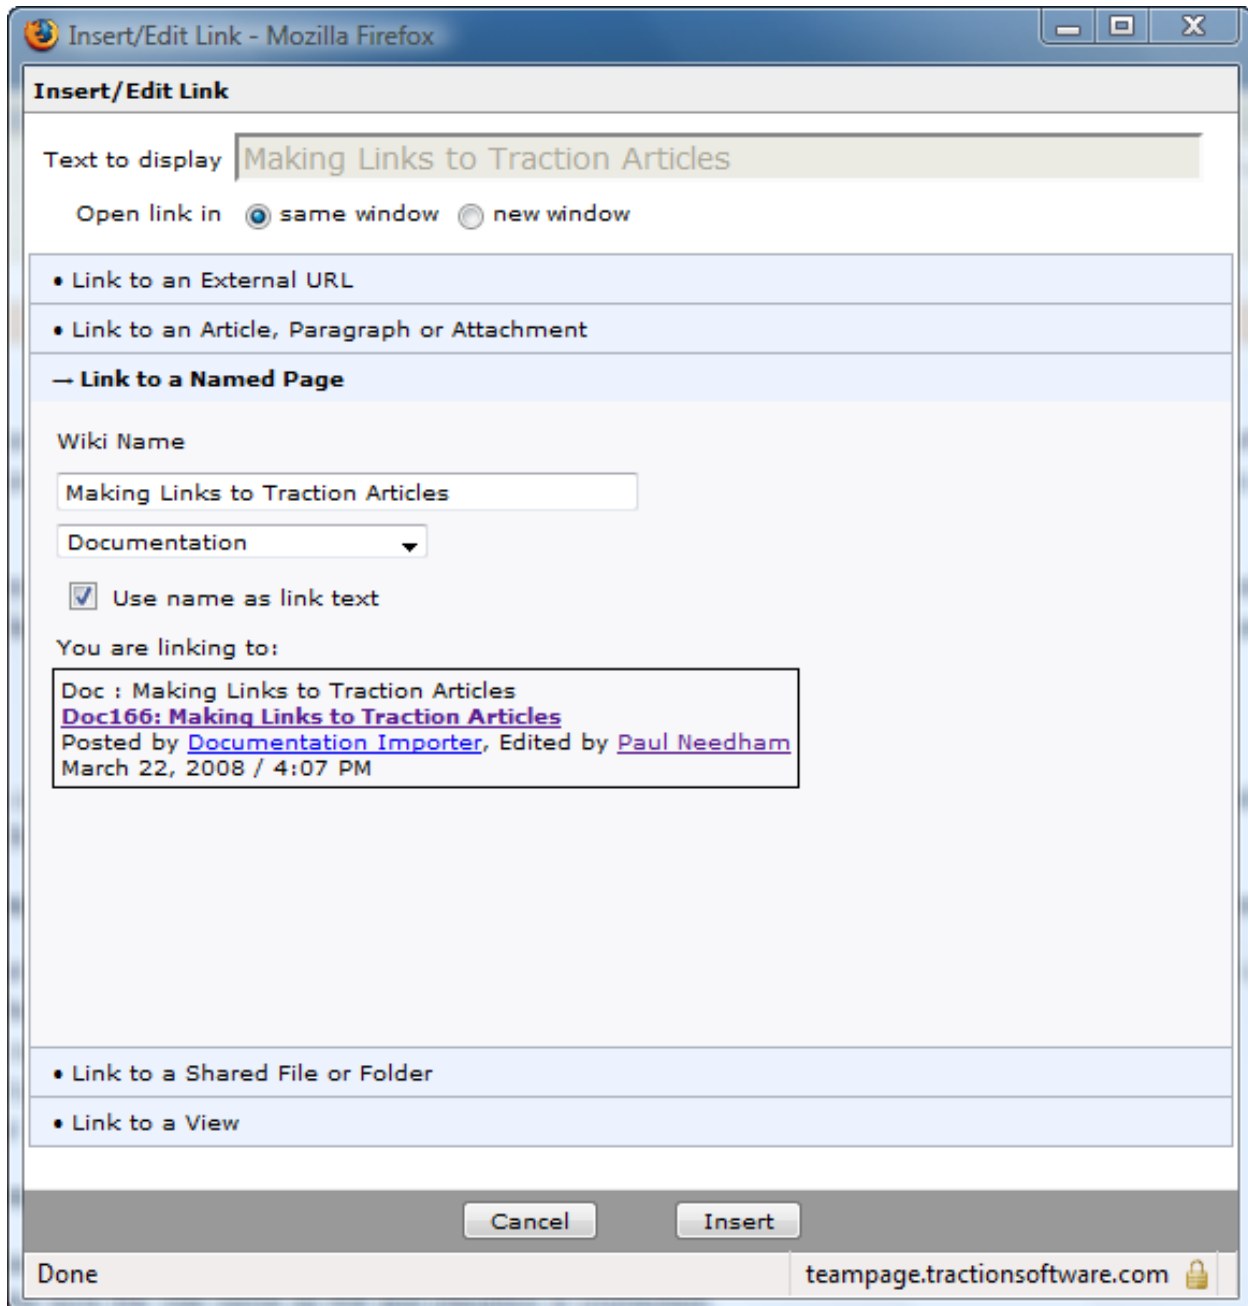 Insert/Edit Link - Mozilla Firefox
Insert/Edit Link
Text to display Making Links to Traction Articles
Open link in same window new window
• Link to an External URL
• Link to an Article, Paragraph or Attachment
→ Link to a Named Page
Wiki Name
Making Links to Traction Articles
Documentation
Use name as link text
You are linking to:
Doc : Making Links to Traction Articles
Doc166: Making Links to Traction Articles
Posted by Documentation Importer, Edited by Paul Needham
March 22, 2008 / 4:07 PM
• Link to a Shared File or Folder
• Link to a View
Cancel Insert
Done teampage.tractionsoftware.com